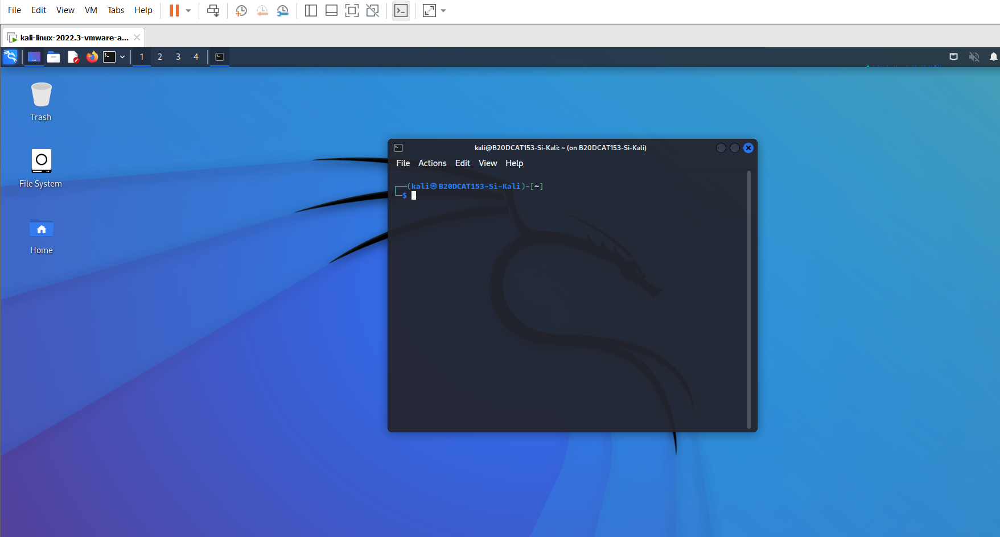 File Edit View VM Tabs Help
kali-linux-2022.3-vmware-a...
1 2 3 4
Trash
File System
Home
kali@B20DCAT153-Si-Kali: ~ (on B20DCAT153-Si-Kali)
File Actions Edit View Help
(kali㉿B20DCAT153-Si-Kali)-[~]
$